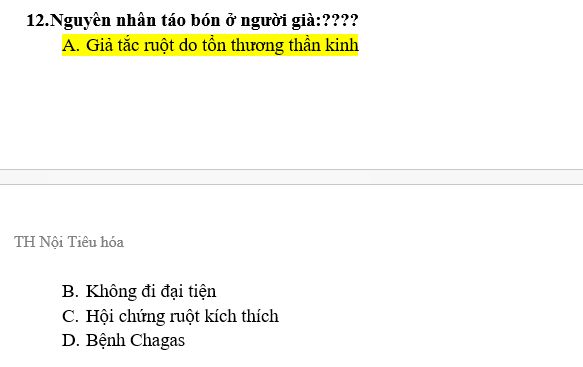 12.Nguyên nhân táo bón ở người già:????
A. Giả tắc ruột do tổn thương thần kinh
TH Nội Tiêu hóa
B. Không đi đại tiện
C. Hội chứng ruột kích thích
D. Bệnh Chagas